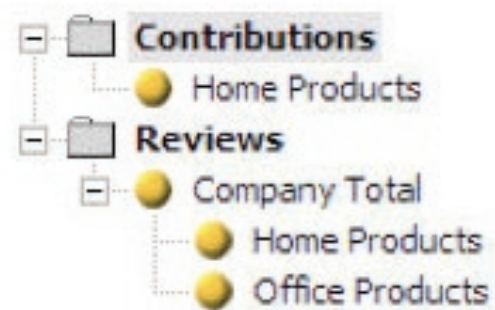 Contributions
Home Products
Reviews
Company Total
Home Products
Office Products